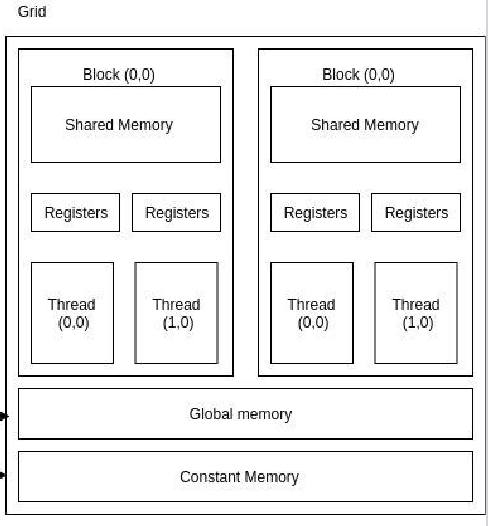 Grid
Block (0,0)
Shared Memory
Registers
Registers
Thread
(0,0)
Thread
(1,0)
Block (0,0)
Shared Memory
Registers
Registers
Thread
(0,0)
Thread
(1,0)
Global memory
Constant Memory